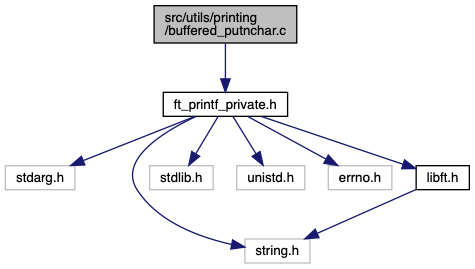 src/utils/printing
/buffered_putnchar.c
ft_printf_private.h
stdarg.h
stdlib.h
unistd.h
errno.h
libft.h
string.h